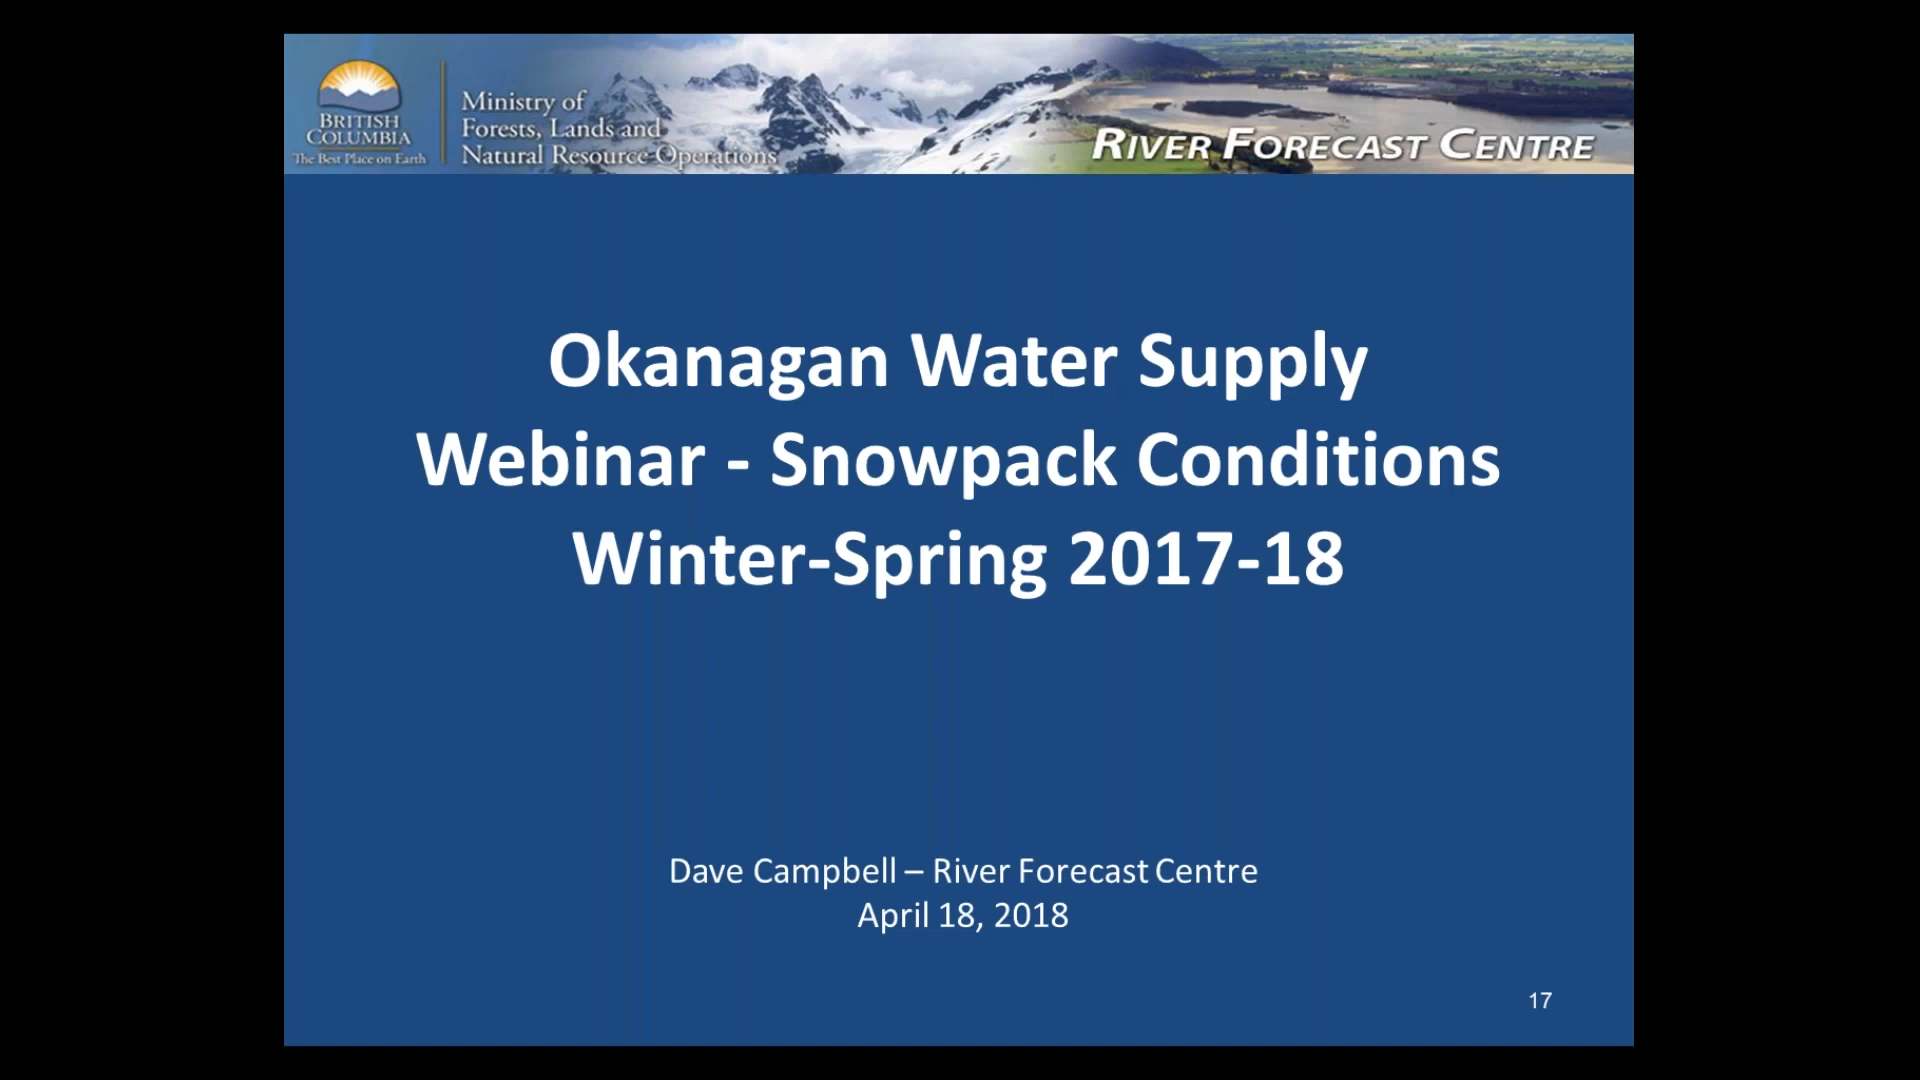 BRITISH
COLUMBIA
The Best Place on Earth
Ministry of
Forests, Lands and
Natural Resource Operations
RIVER FORECAST CENTRE
Okanagan Water Supply
Webinar - Snowpack Conditions
Winter-Spring 2017-18
Dave Campbell – River Forecast Centre
April 18, 2018
17